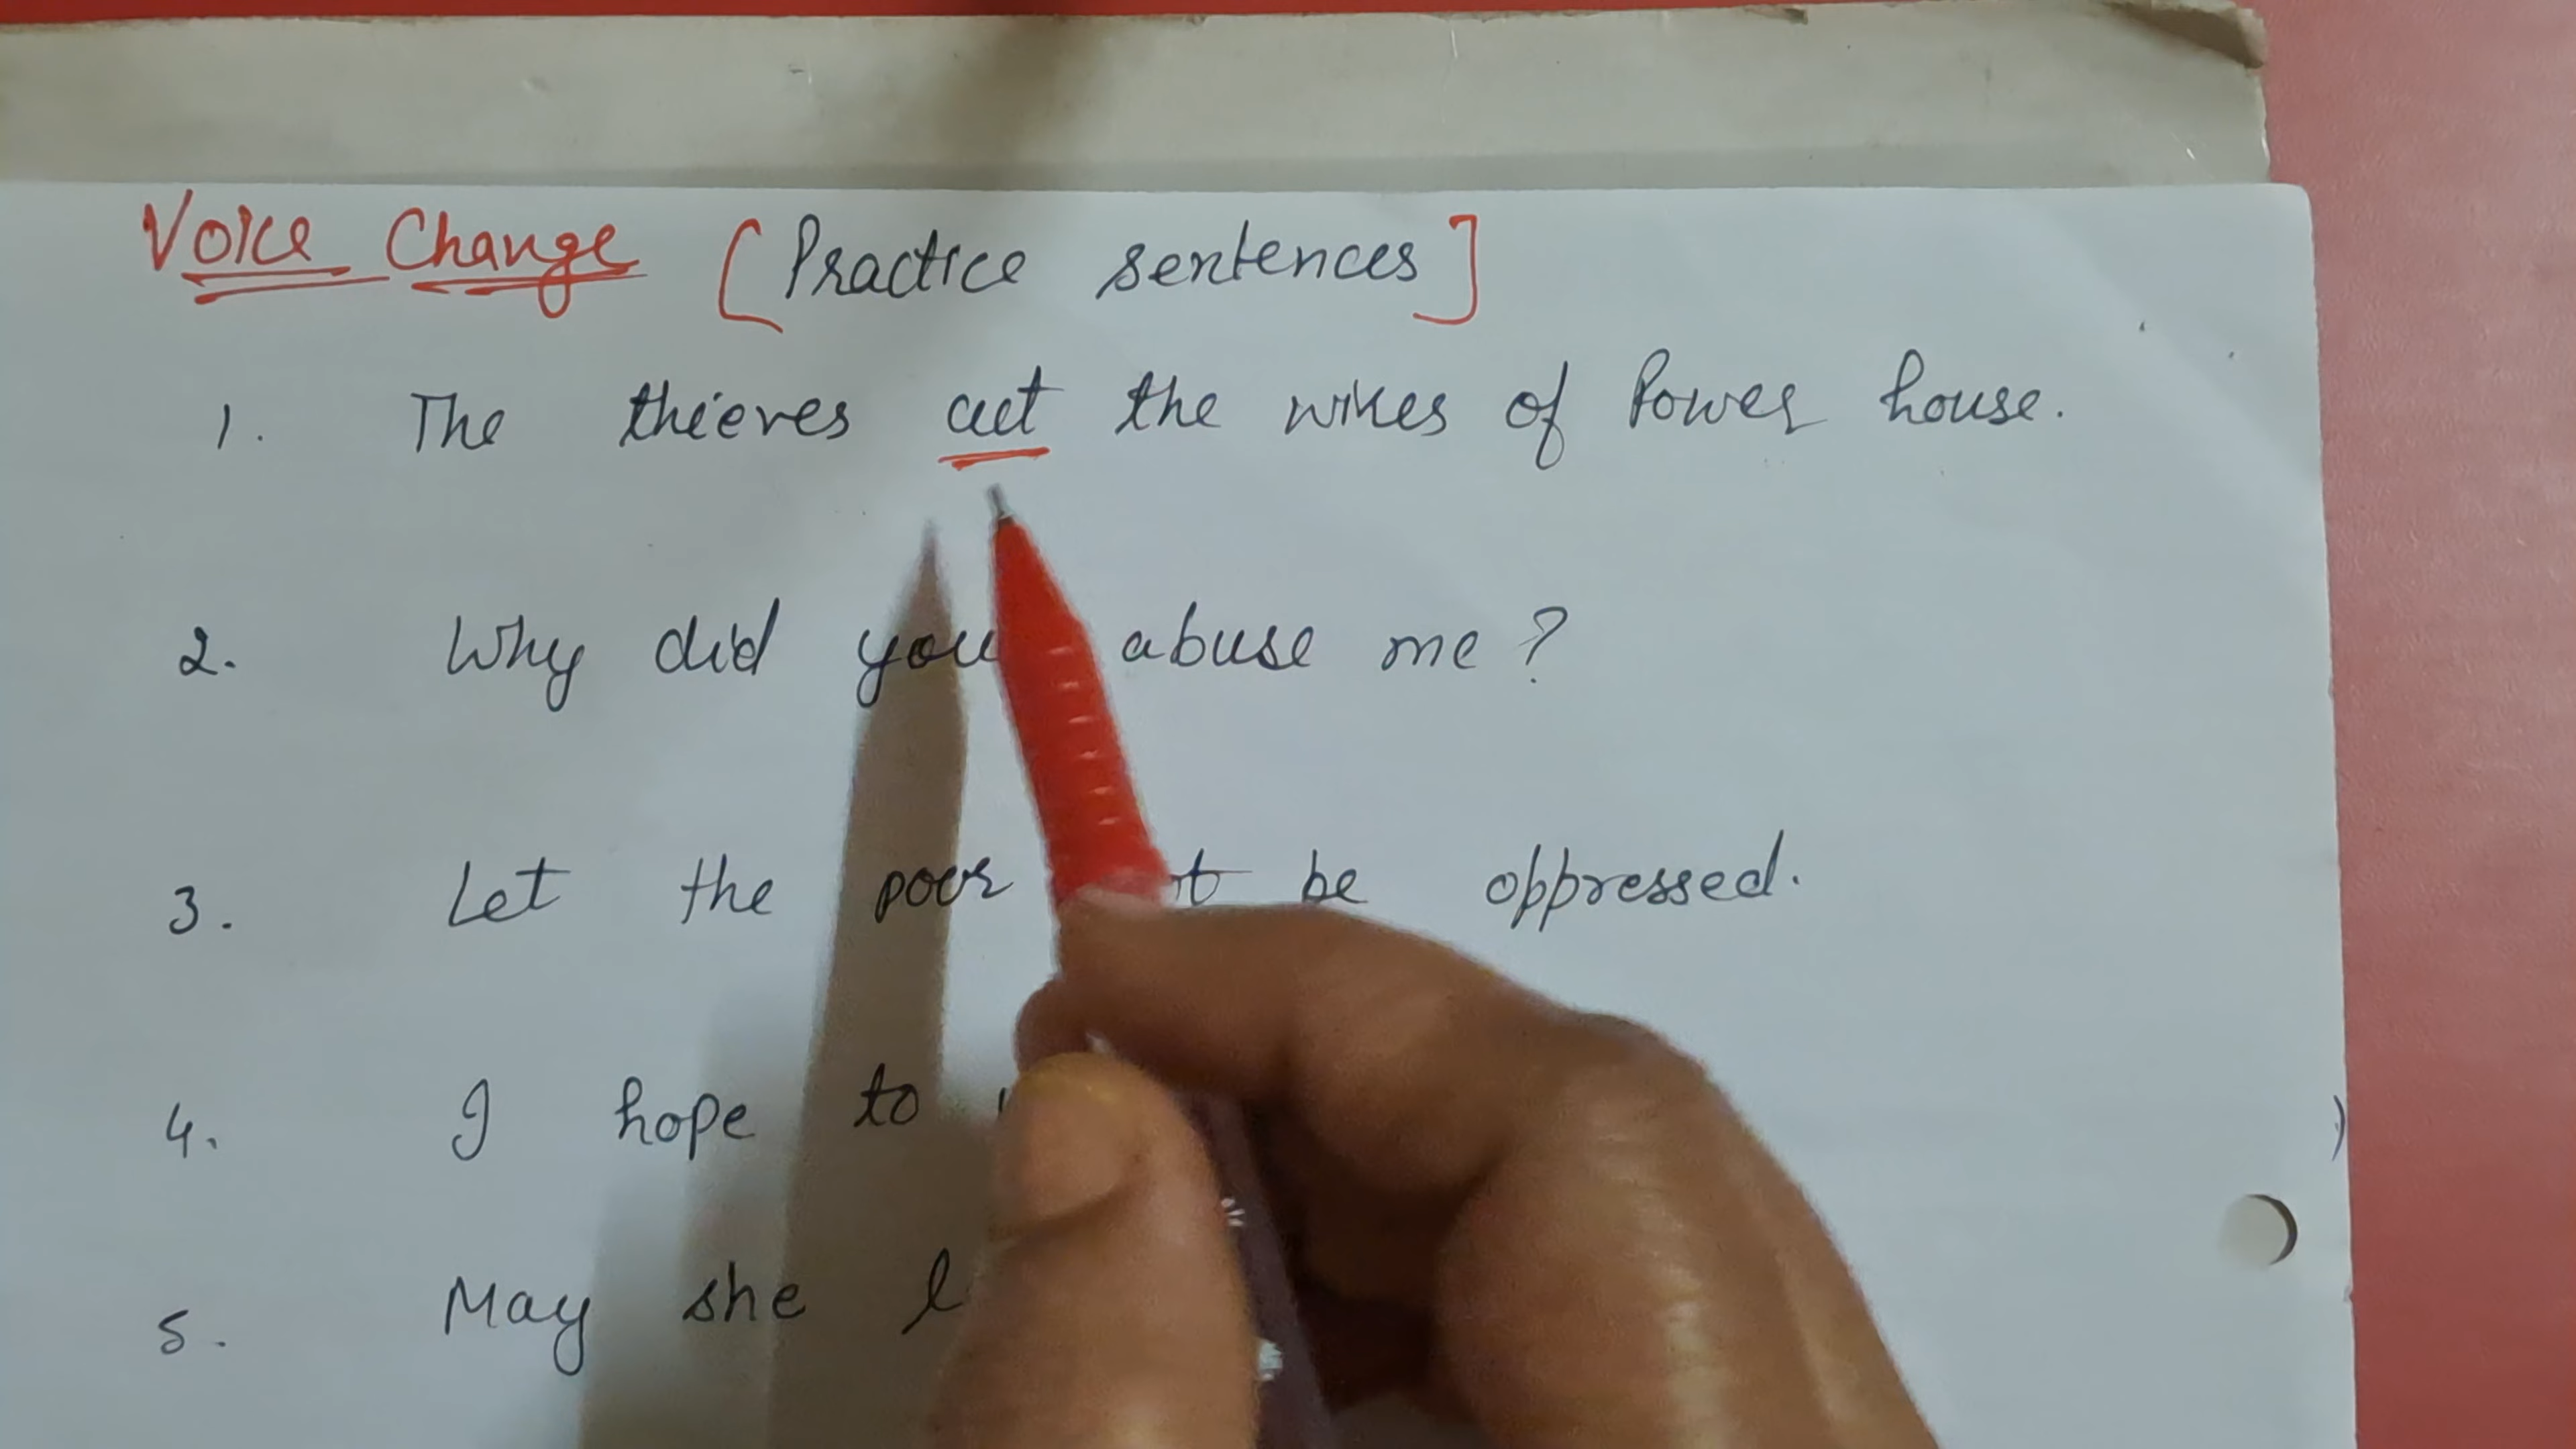 Voice Change [Practice sentences]
1. The thieves cut the wires of Power house.
2. Why did you abuse me?
3. Let the poor be oppressed.
4. I hope to
5. May she